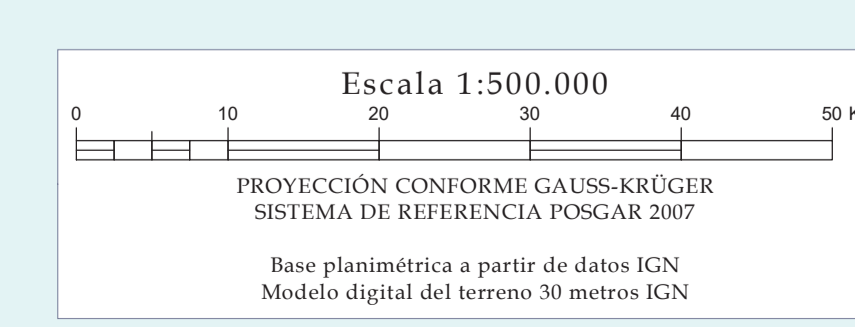 Escala 1:500.000
0 10 20 30 40 50 K
PROYECCIÓN CONFORME GAUSS-KRÜGER
SISTEMA DE REFERENCIA POSGAR 2007
Base planimétrica a partir de datos IGN
Modelo digital del terreno 30 metros IGN